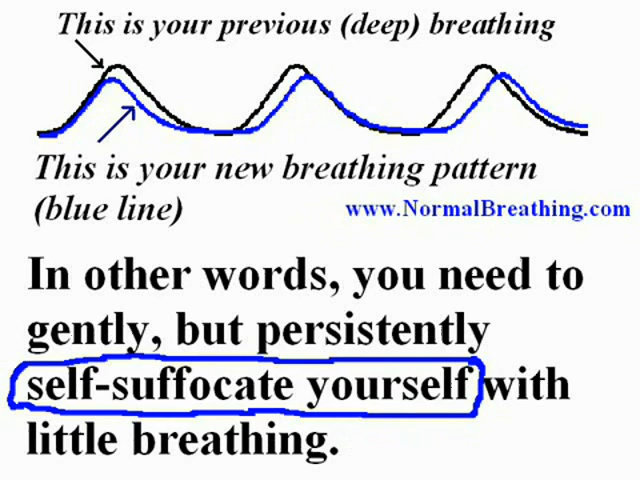 This is your previous (deep) breathing
This is your new breathing pattern
(blue line)
www.NormalBreathing.com
In other words, you need to
gently, but persistently
self-suffocate yourself with
little breathing.